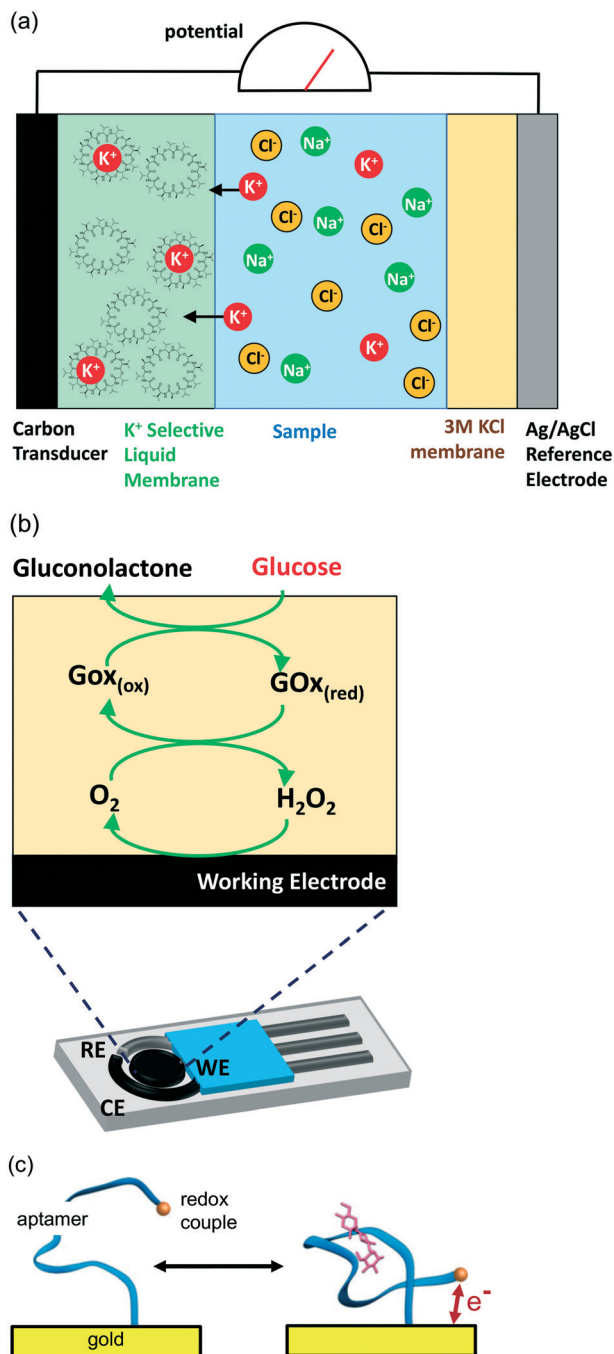 (a)
potential
K⁺
Cl⁻
Na⁺
K⁺
K⁺
Na⁺
Cl⁻
Na⁺
Cl⁻
K⁺
Na⁺
Na⁺
Cl⁻
K⁺
Cl⁻
K⁺
Cl⁻
K⁺
Na⁺
Cl⁻
Carbon
Transducer
K⁺ Selective
Liquid
Membrane
Sample
3M KCl
membrane
Ag/AgCl
Reference
Electrode
(b)
Gluconolactone Glucose
Gox(ox) GOx(red)
O₂ H₂O₂
Working Electrode
RE
WE
CE
(c)
aptamer
redox
couple
e⁻
gold